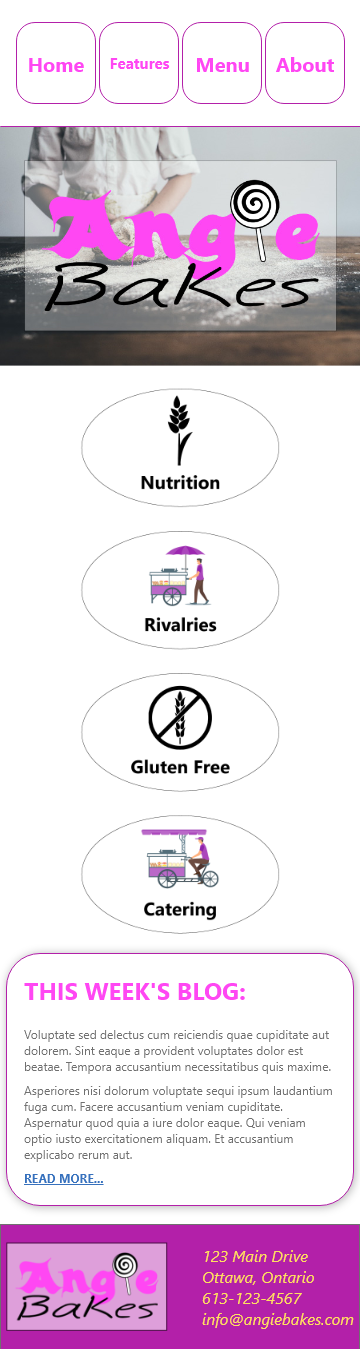 Home Features Menu About
Angie
Bakes
Nutrition
Rivalries
Gluten Free
Catering
THIS WEEK'S BLOG:
Voluptate sed delectus cum reiciendis quae cupiditate aut
dolorem. Sint eaque a provident voluptates dolor est
beatae. Tempora accusantium necessitatibus quis maxime.
Asperiores nisi dolorum voluptate sequi ipsum laudantium
fuga cum. Facere accusantium veniam cupiditate.
Aspernatur quod quia a iure dolor eaque. Qui veniam
optio iusto exercitationem aliquam. Et accusantium
explicabo rerum aut.
READ MORE...
Angie
Bakes
123 Main Drive
Ottawa, Ontario
613-123-4567
info@angiebakes.com